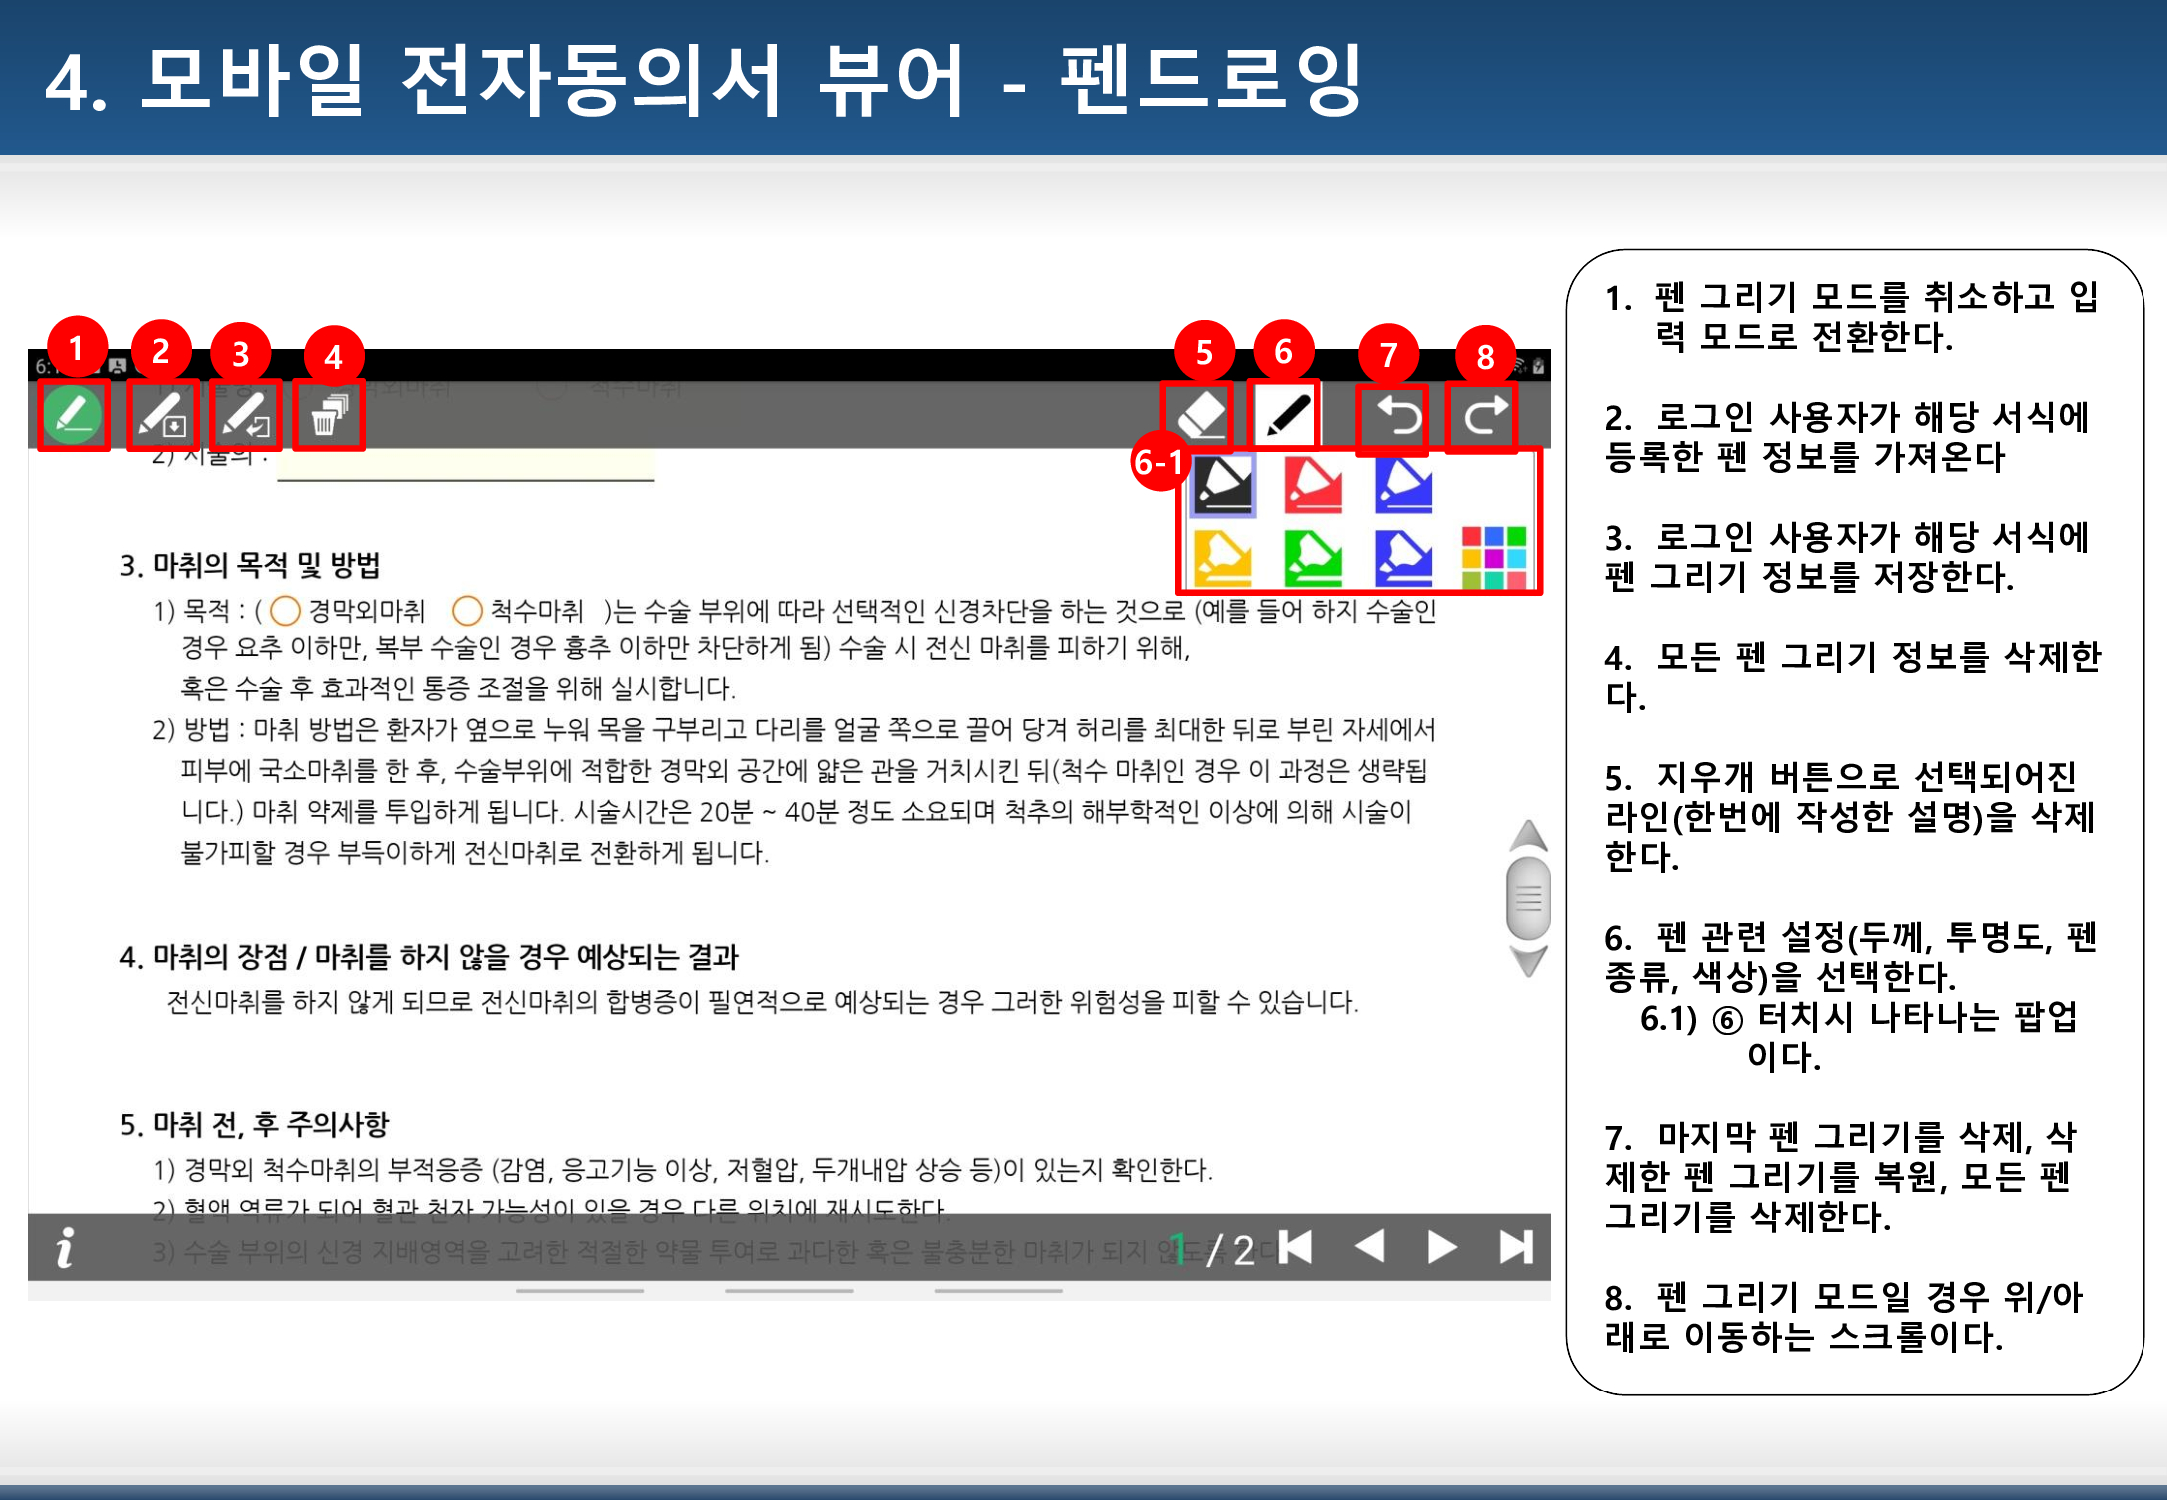 4. 모바일 전자동의서 뷰어 - 펜드로잉
1 2 3 4 5 6 7 8
6:
6-1
2) 시술의 :
3. 마취의 목적 및 방법
1) 목적 : ( 경막외마취 척수마취 )는 수술 부위에 따라 선택적인 신경차단을 하는 것으로 (예를 들어 하지 수술인
경우 요추 이하만, 복부 수술인 경우 흉추 이하만 차단하게 됨) 수술 시 전신 마취를 피하기 위해,
혹은 수술 후 효과적인 통증 조절을 위해 실시합니다.
2) 방법 : 마취 방법은 환자가 옆으로 누워 목을 구부리고 다리를 얼굴 쪽으로 끌어 당겨 허리를 최대한 뒤로 부린 자세에서
피부에 국소마취를 한 후, 수술부위에 적합한 경막외 공간에 얇은 관을 거치시킨 뒤(척수 마취인 경우 이 과정은 생략됩
니다.) 마취 약제를 투입하게 됩니다. 시술시간은 20분 ~ 40분 정도 소요되며 척추의 해부학적인 이상에 의해 시술이
불가피할 경우 부득이하게 전신마취로 전환하게 됩니다.
4. 마취의 장점 / 마취를 하지 않을 경우 예상되는 결과
전신마취를 하지 않게 되므로 전신마취의 합병증이 필연적으로 예상되는 경우 그러한 위험성을 피할 수 있습니다.
5. 마취 전, 후 주의사항
1) 경막외 척수마취의 부적응증 (감염, 응고기능 이상, 저혈압, 두개내압 상승 등)이 있는지 확인한다.
2) 혈액 역류가 되어 혈관 천자 가능성이 있을 경우 다른 위치에 재시도한다.
3) 수술 부위의 신경 지배영역을 고려한 적절한 약물 투여로 과다한 혹은 불충분한 마취가 되지 않도록 한다
i 1 / 2
1. 펜 그리기 모드를 취소하고 입
력 모드로 전환한다.
2. 로그인 사용자가 해당 서식에
등록한 펜 정보를 가져온다
3. 로그인 사용자가 해당 서식에
펜 그리기 정보를 저장한다.
4. 모든 펜 그리기 정보를 삭제한
다.
5. 지우개 버튼으로 선택되어진
라인(한번에 작성한 설명)을 삭제
한다.
6. 펜 관련 설정(두께, 투명도, 펜
종류, 색상)을 선택한다.
6.1) ⑥ 터치시 나타나는 팝업
이다.
7. 마지막 펜 그리기를 삭제, 삭
제한 펜 그리기를 복원, 모든 펜
그리기를 삭제한다.
8. 펜 그리기 모드일 경우 위/아
래로 이동하는 스크롤이다.